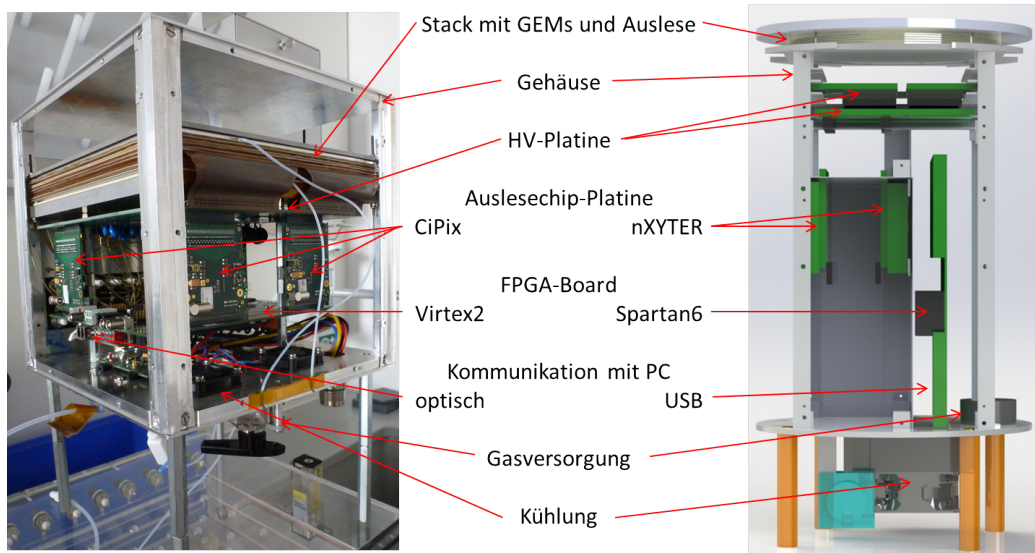 Stack mit GEMs und Auslese
Gehäuse
HV-Platine
Auslesechip-Platine
CiPix nXYTER
FPGA-Board
Virtex2 Spartan6
Kommunikation mit PC
optisch USB
Gasversorgung
Kühlung